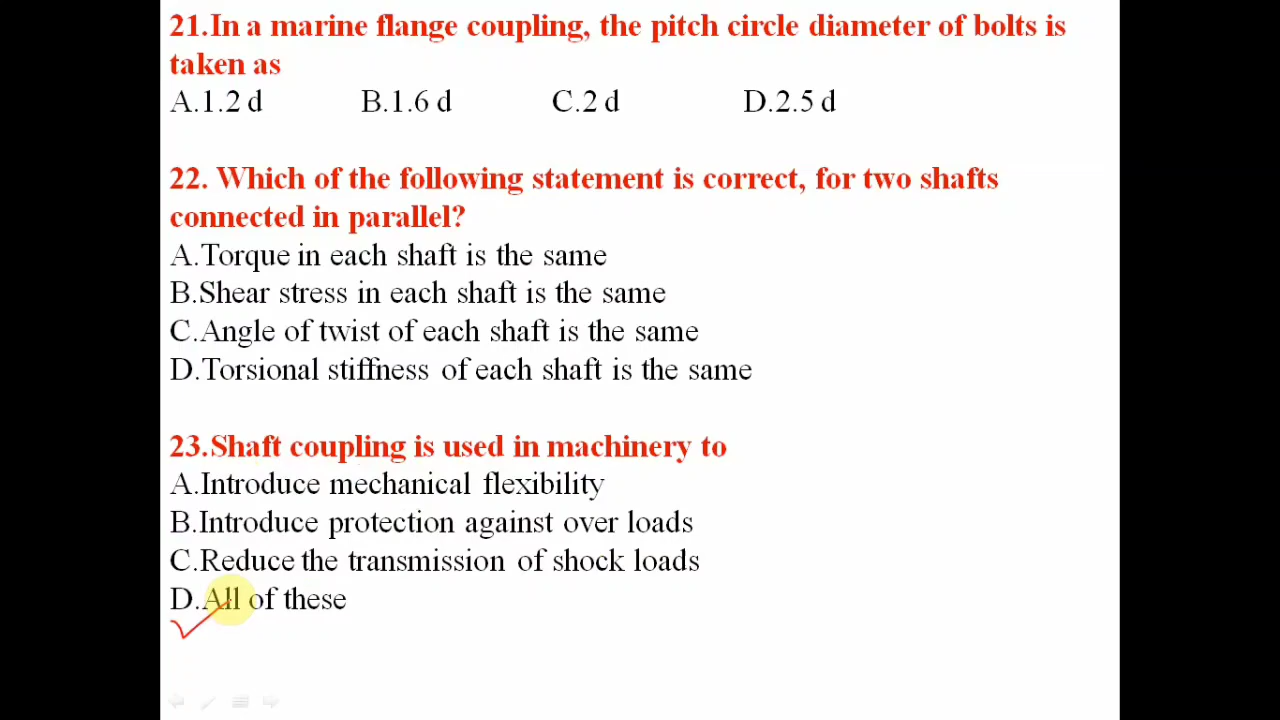 21.In a marine flange coupling, the pitch circle diameter of bolts is
taken as
A.1.2 d B.1.6 d C.2 d D.2.5 d
22. Which of the following statement is correct, for two shafts
connected in parallel?
A.Torque in each shaft is the same
B.Shear stress in each shaft is the same
C.Angle of twist of each shaft is the same
D.Torsional stiffness of each shaft is the same
23.Shaft coupling is used in machinery to
A.Introduce mechanical flexibility
B.Introduce protection against over loads
C.Reduce the transmission of shock loads
D.All of these